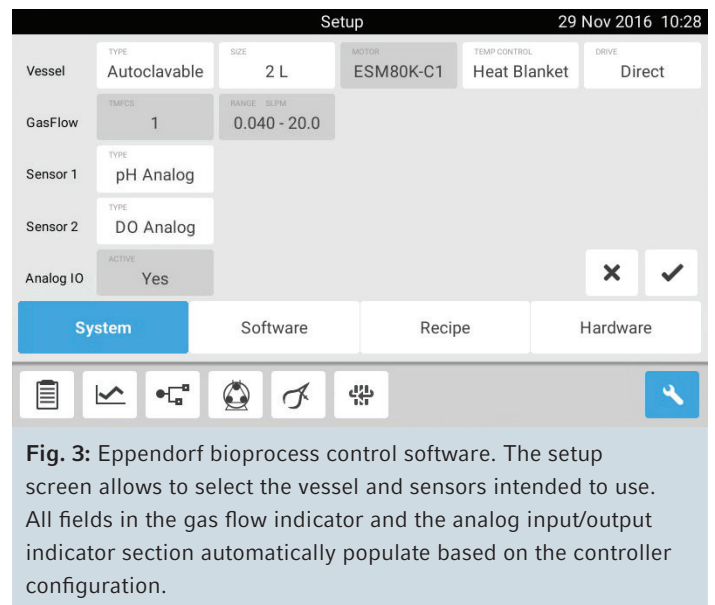 Setup 29 Nov 2016 10:28
TYPE SIZE MOTOR TEMP CONTROL DRIVE
Vessel Autoclavable 2 L ESM80K-C1 Heat Blanket Direct
TMFCS RANGE SLPM
GasFlow 1 0.040 - 20.0
TYPE
Sensor 1 pH Analog
TYPE
Sensor 2 DO Analog
ACTIVE
Analog IO Yes
System Software Recipe Hardware
Fig. 3: Eppendorf bioprocess control software. The setup
screen allows to select the vessel and sensors intended to use.
All fields in the gas flow indicator and the analog input/output
indicator section automatically populate based on the controller
configuration.